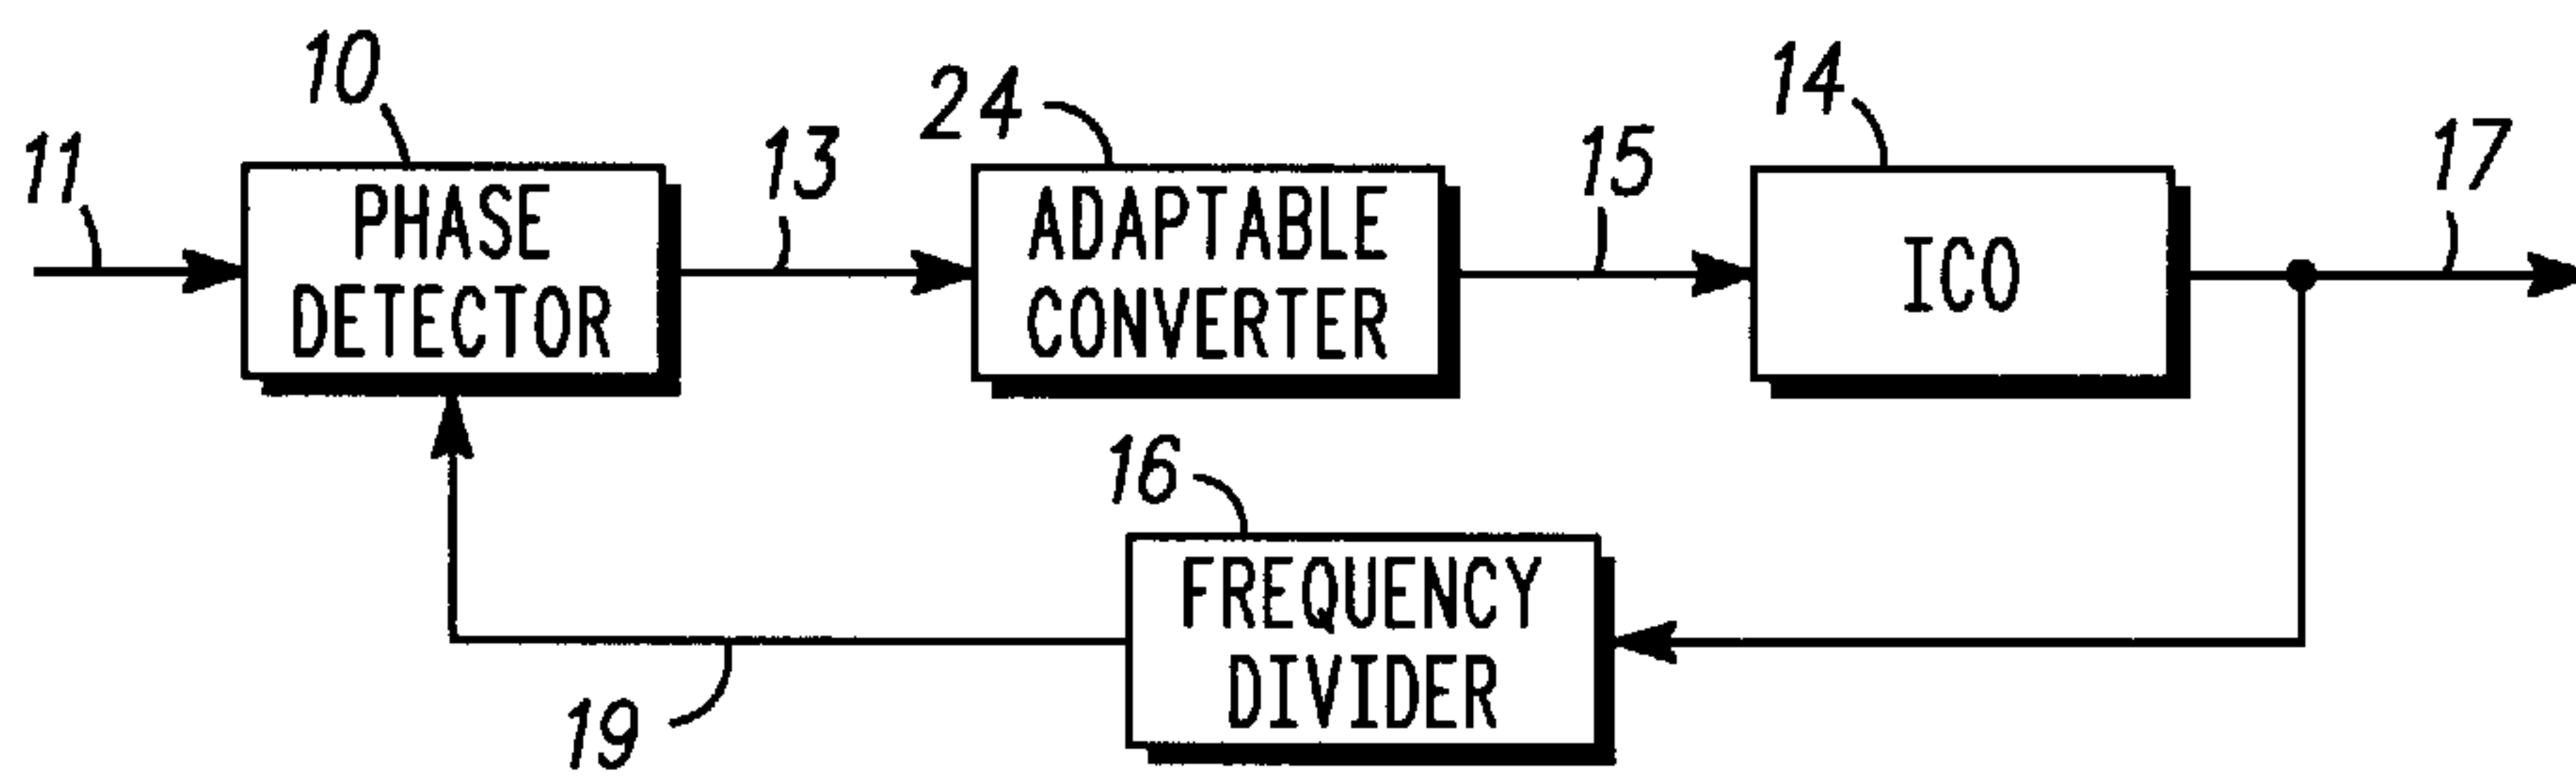 10
24
14
11
13
15
17
PHASE
DETECTOR
ADAPTABLE
CONVERTER
ICO
16
FREQUENCY
DIVIDER
19